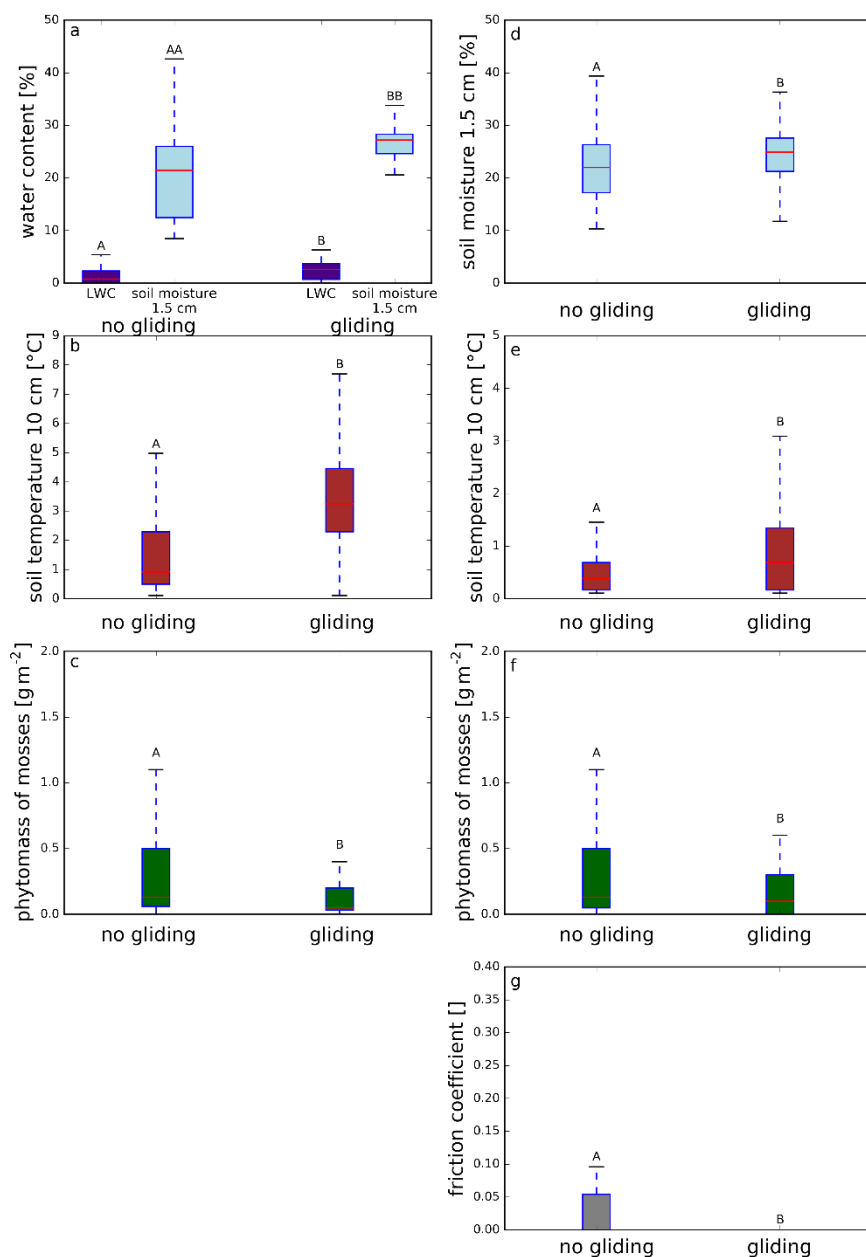 a
water content [%]
50
40
30
20
10
0
A
AA
B
BB
LWC
soil moisture
1.5 cm
LWC
soil moisture
1.5 cm
no gliding
gliding
d
soil moisture 1.5 cm [%]
50
40
30
20
10
0
A
B
no gliding
gliding
b
soil temperature 10 cm [°C]
9
8
7
6
5
4
3
2
1
0
A
B
no gliding
gliding
e
soil temperature 10 cm [°C]
5
4
3
2
1
0
A
B
no gliding
gliding
c
phytomass of mosses [g m⁻²]
2.0
1.5
1.0
0.5
0.0
A
B
no gliding
gliding
f
phytomass of mosses [g m⁻²]
2.0
1.5
1.0
0.5
0.0
A
B
no gliding
gliding
g
friction coefficient []
0.40
0.35
0.30
0.25
0.20
0.15
0.10
0.05
0.00
A
B
no gliding
gliding